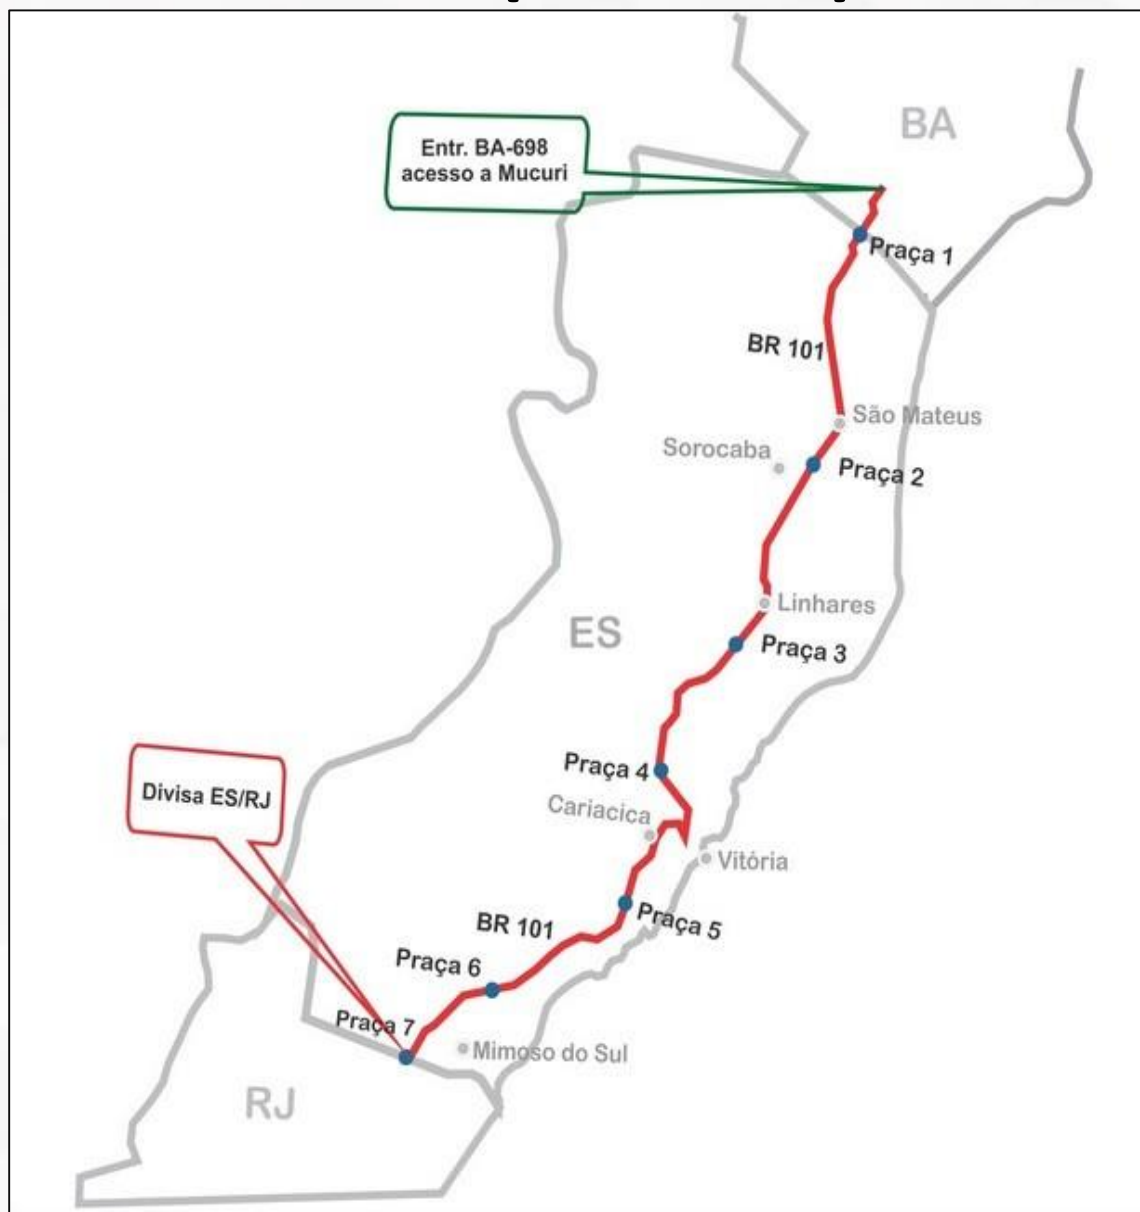 BA
Entr. BA-698
acesso a Mucuri
Praça 1
BR 101
São Mateus
Sorocaba
Praça 2
Linhares
ES
Praça 3
Praça 4
Divisa ES/RJ
Cariacica
Vitória
Praça 5
BR 101
Praça 6
Praça 7
Mimoso do Sul
RJ